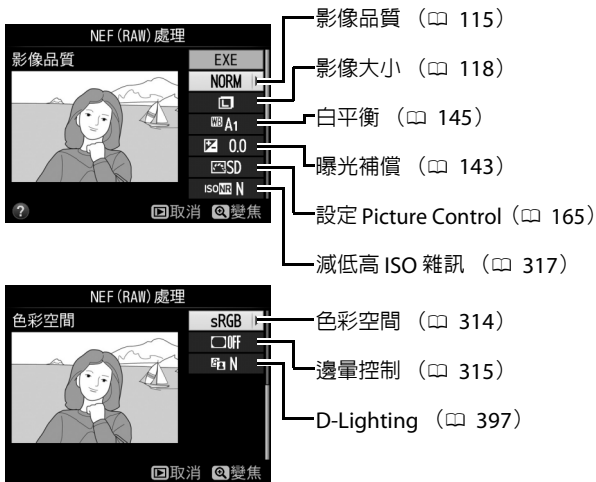 NEF (RAW) 處理
影像品質
EXE
NORM
WB A1
0.0
SD
ISO NR N
? 取消 變焦
影像品質 （ 115）
影像大小 （ 118）
白平衡 （ 145）
曝光補償 （ 143）
設定 Picture Control（ 165）
減低高 ISO 雜訊 （ 317）
NEF (RAW) 處理
色彩空間
sRGB
OFF
N
取消 變焦
色彩空間 （ 314）
邊暈控制 （ 315）
D-Lighting （ 397）